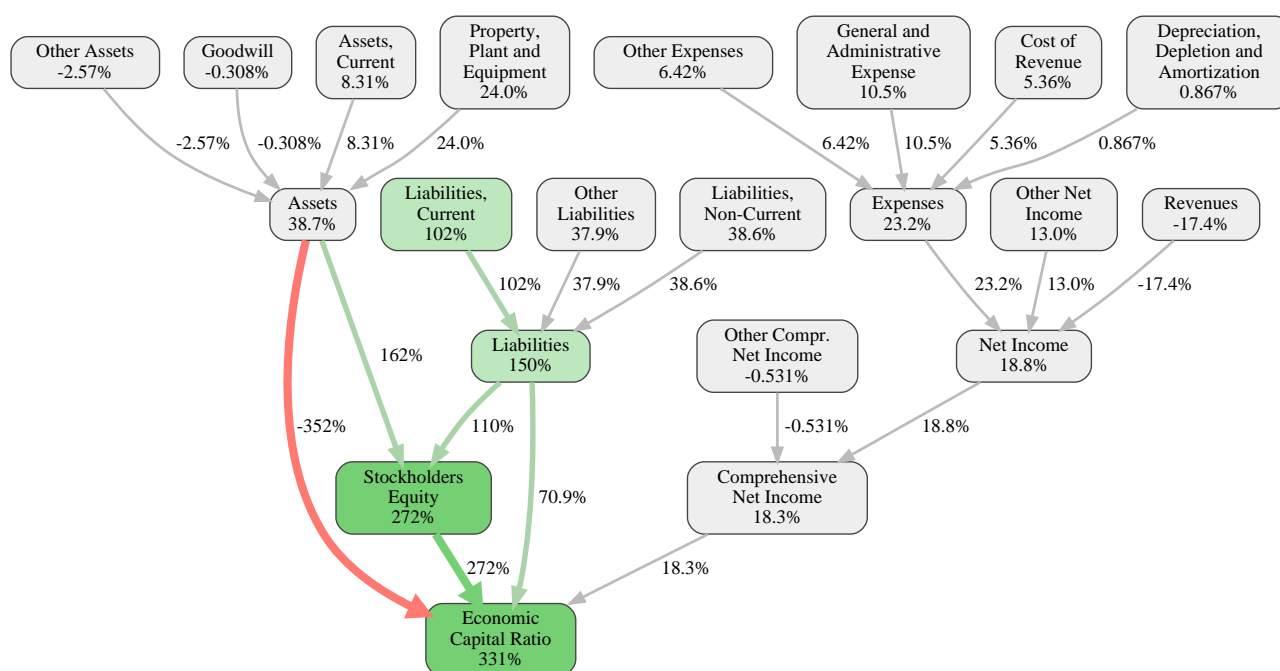 Other Assets
-2.57%
Goodwill
-0.308%
Assets,
Current
8.31%
Property,
Plant and
Equipment
24.0%
Other Expenses
6.42%
General and
Administrative
Expense
10.5%
Cost of
Revenue
5.36%
Depreciation,
Depletion and
Amortization
0.867%
-2.57%
-0.308%
8.31%
24.0%
6.42%
10.5%
5.36%
0.867%
Assets
38.7%
Liabilities,
Current
102%
Other
Liabilities
37.9%
Liabilities,
Non-Current
38.6%
Expenses
23.2%
Other Net
Income
13.0%
Revenues
-17.4%
102%
37.9%
38.6%
23.2%
13.0%
-17.4%
162%
Liabilities
150%
Other Compr.
Net Income
-0.531%
Net Income
18.8%
-352%
110%
-0.531%
18.8%
Stockholders
Equity
272%
70.9%
Comprehensive
Net Income
18.3%
272%
18.3%
Economic
Capital Ratio
331%